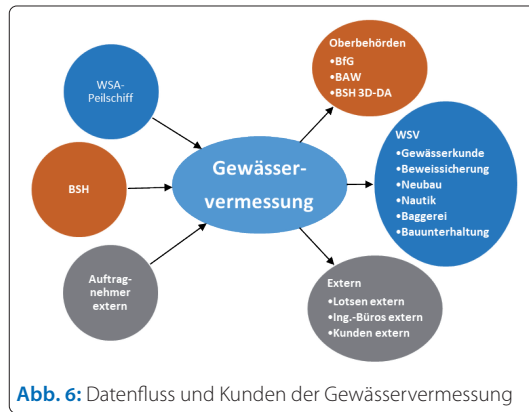 WSA-
Peilschiff
BSH
Auftrag-
nehmer
extern
Gewässer-
vermessung
Oberbehörden
•BfG
•BAW
•BSH 3D-DA
WSV
•Gewässerkunde
•Beweissicherung
•Neubau
•Nautik
•Baggerei
•Bauunterhaltung
Extern
•Lotsen extern
•Ing.-Büros extern
•Kunden extern
Abb. 6: Datenfluss und Kunden der Gewässervermessung